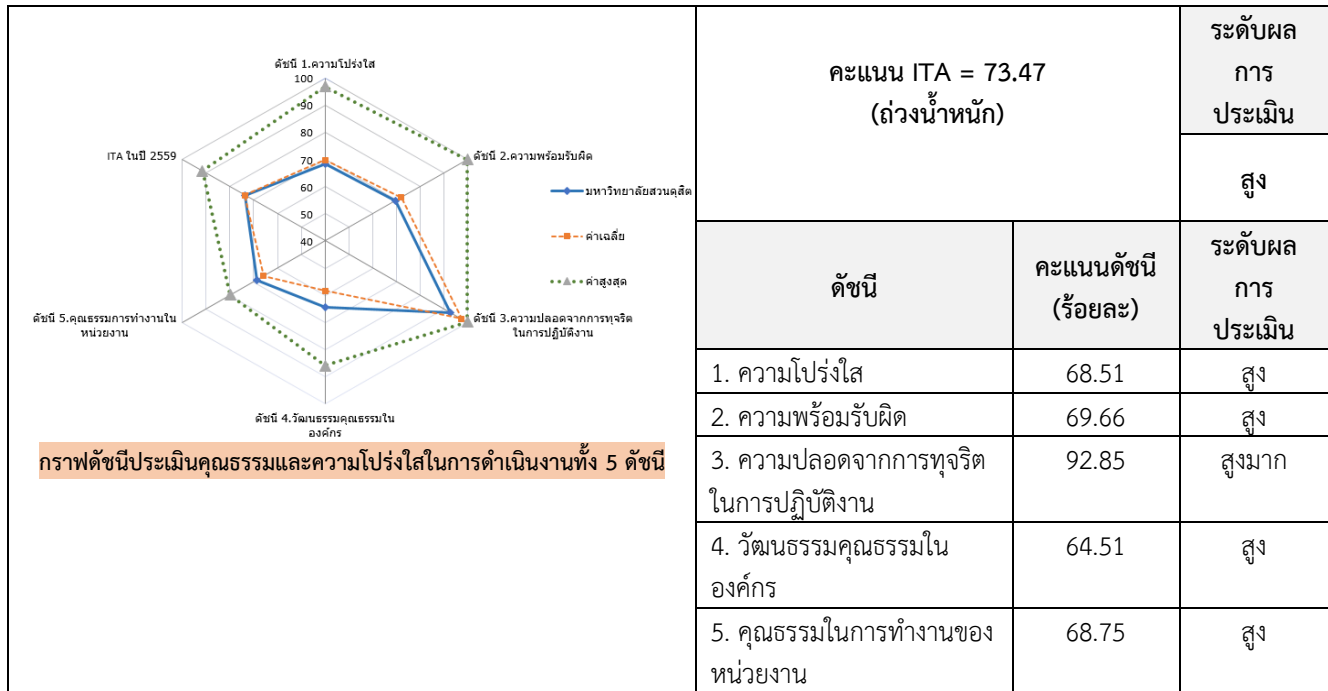 ดัชนี 1.ความโปร่งใส
100
90
80
70
60
50
40
ITA ในปี 2559
ดัชนี 2.ความพร้อมรับผิด
มหาวิทยาลัยสวนดุสิต
ค่าเฉลี่ย
ค่าสูงสุด
ดัชนี 5.คุณธรรมการทำงานใน
หน่วยงาน
ดัชนี 3.ความปลอดจากการทุจริต
ในการปฏิบัติงาน
ดัชนี 4.วัฒนธรรมคุณธรรมใน
องค์กร
กราฟดัชนีประเมินคุณธรรมและความโปร่งใสในการดำเนินงานทั้ง 5 ดัชนี
คะแนน ITA = 73.47
(ถ่วงน้ำหนัก)
ระดับผล
การ
ประเมิน
สูง
ดัชนี
คะแนนดัชนี
(ร้อยละ)
ระดับผล
การ
ประเมิน
1. ความโปร่งใส 68.51 สูง
2. ความพร้อมรับผิด 69.66 สูง
3. ความปลอดจากการทุจริต 92.85 สูงมาก
ในการปฏิบัติงาน
4. วัฒนธรรมคุณธรรมใน 64.51 สูง
องค์กร
5. คุณธรรมในการทำงานของ 68.75 สูง
หน่วยงาน